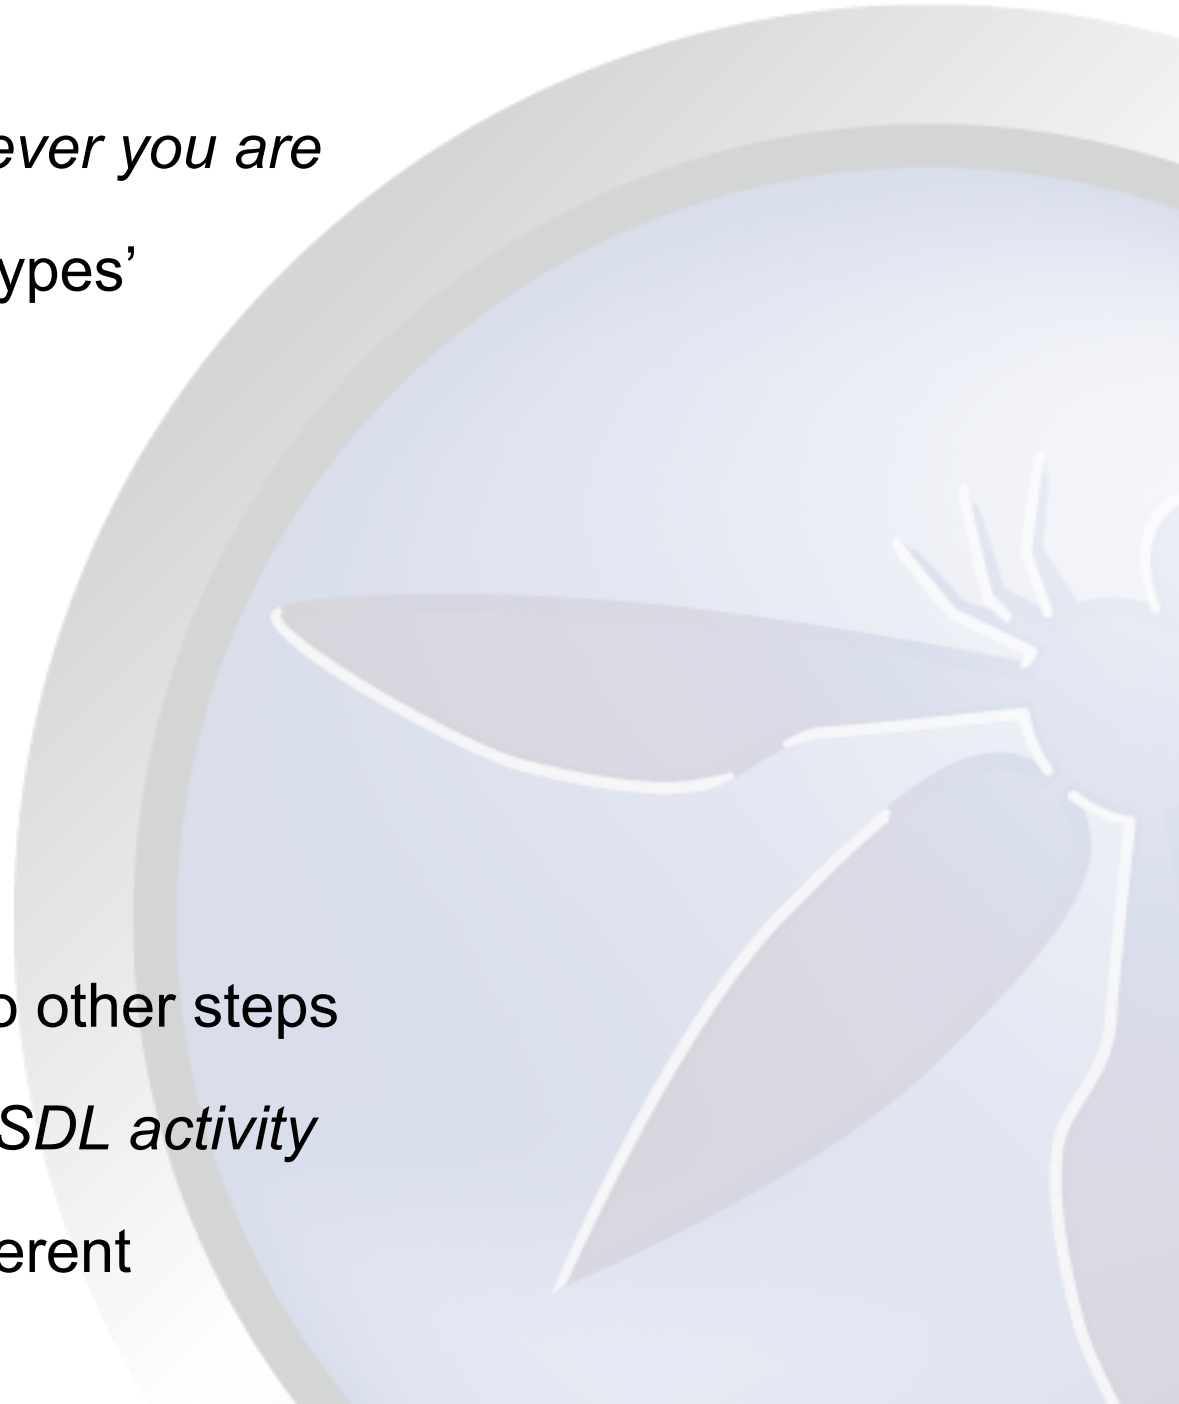 ever you are
ypes’
o other steps
SDL activity
erent